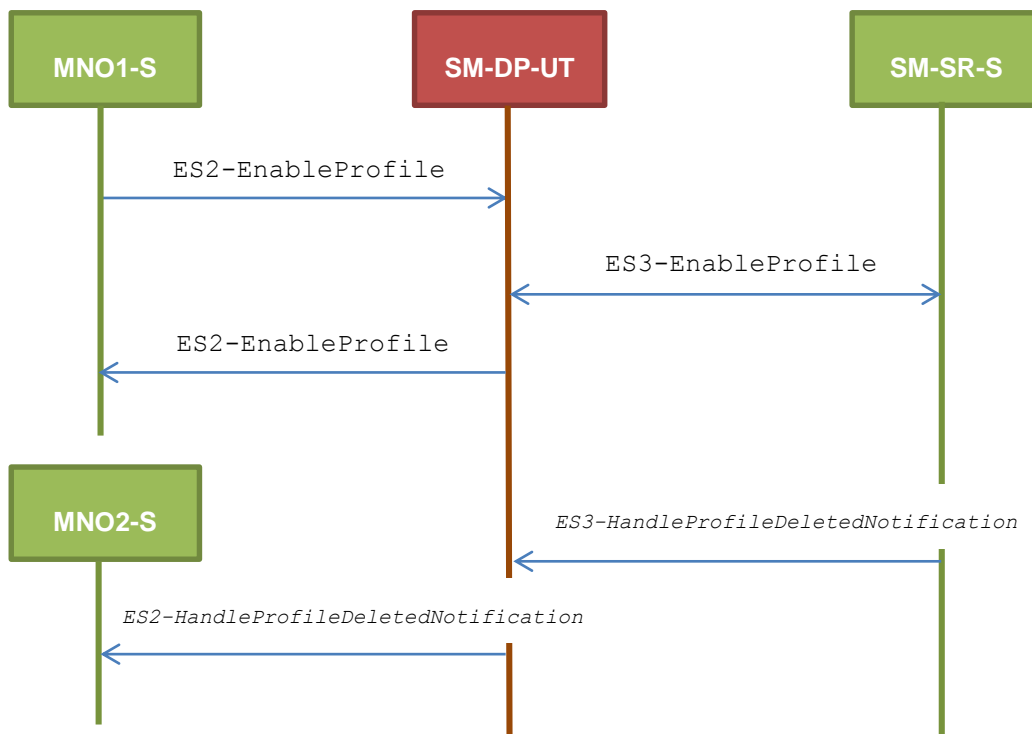 MNO1-S
SM-DP-UT
SM-SR-S
ES2-EnableProfile
ES3-EnableProfile
ES2-EnableProfile
MNO2-S
ES3-HandleProfileDeletedNotification
ES2-HandleProfileDeletedNotification